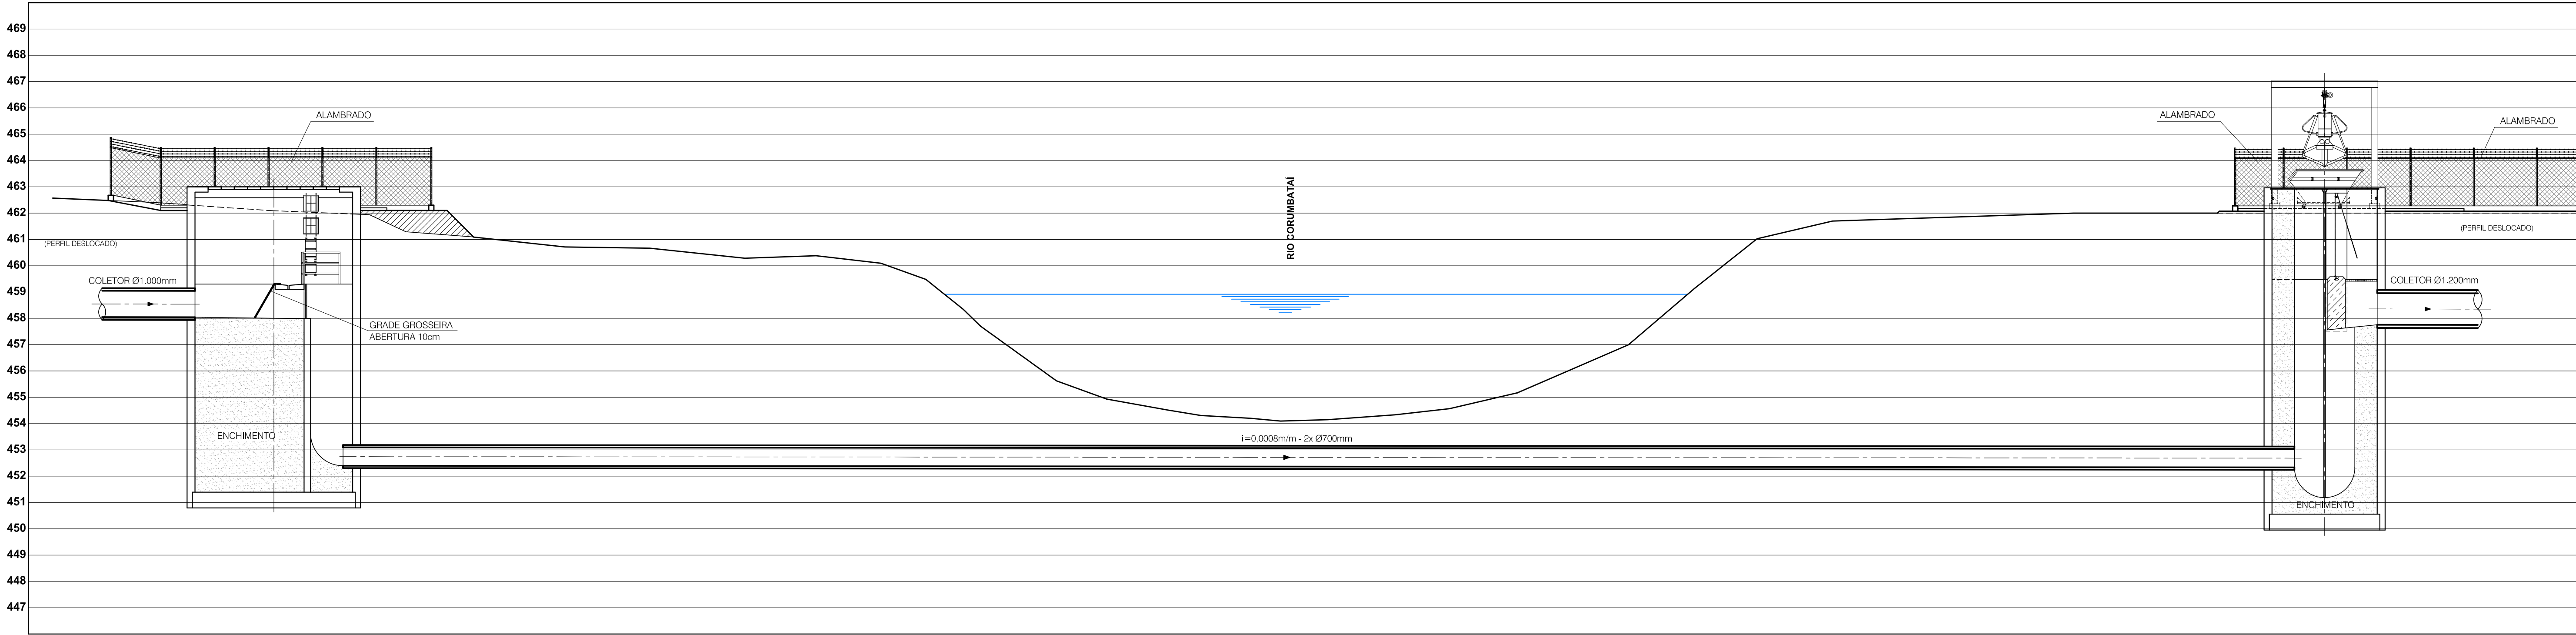 469
468
467
466
465
464
463
462
461
460
459
458
457
456
455
454
453
452
451
450
449
448
447
ALAMBRADO
(PERFIL DESLOCADO)
COLETOR Ø1.000mm
GRADE GROSSEIRA
ABERTURA 10cm
ENCHIMENTO
RIO CORUMBATAÍ
i=0,0008m/m - 2x Ø700mm
ALAMBRADO
ALAMBRADO
(PERFIL DESLOCADO)
COLETOR Ø1.200mm
ENCHIMENTO